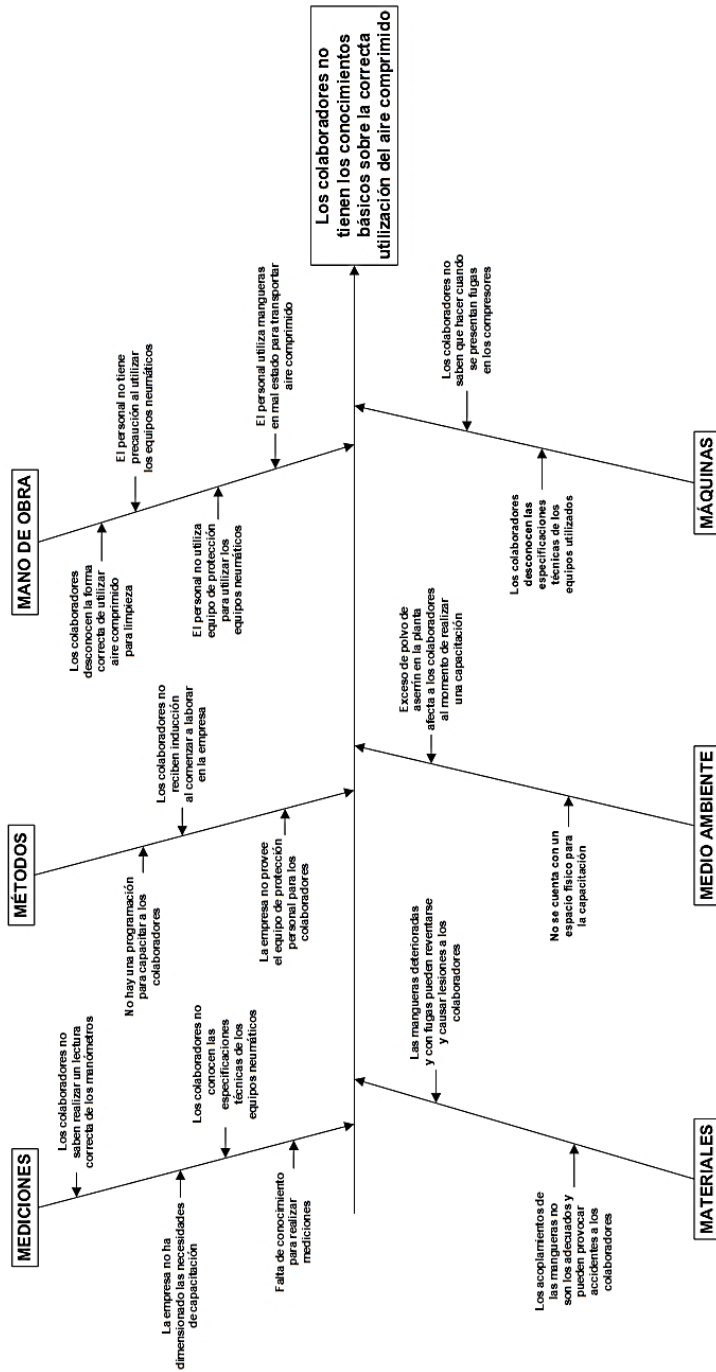 MEDICIONES
Los colaboradores no
saben realizar un lectura
correcta de los manómetros
La empresa no ha
dimensionado las necesidades
de capacitación
Los colaboradores no
conocen las
especificaciones
técnicas de los
equipos neumáticos
Falta de conocimiento
para realizar
mediciones
MÉTODOS
No hay una programación
para capacitar a los
colaboradores
Los colaboradores no
reciben inducción
al comenzar a laborar
en la empresa
La empresa no provee
el equipo de protección
personal para los
colaboradores
MANO DE OBRA
Los colaboradores
desconocen la forma
correcta de utilizar
aire comprimido
para limpieza
El personal no tiene
precaución al utilizar
los equipos neumáticos
El personal no utiliza
equipo de protección
para utilizar los
equipos neumáticos
El personal utiliza mangueras
en mal estado para transportar
aire comprimido
Los colaboradores no
tienen los conocimientos
básicos sobre la correcta
utilización del aire comprimido
Las mangueras deterioradas
y con fugas pueden reventarse
y causar lesiones a los
colaboradores
Los acoplamientos de
las mangueras no
son los adecuados y
pueden provocar
accidentes a los
colaboradores
MATERIALES
Exceso de polvo de
aserrín en la planta
afecta a los colaboradores
al momento de realizar
una capacitación
No se cuenta con un
espacio físico para
la capacitación
MEDIO AMBIENTE
Los colaboradores no
saben que hacer cuando
se presentan fugas
en los compresores
Los colaboradores
desconocen las
especificaciones
técnicas de los
equipos utilizados
MÁQUINAS